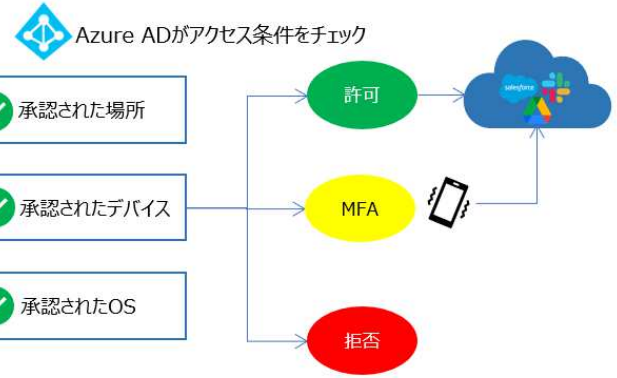 Azure ADがアクセス条件をチェック
承認された場所
承認されたデバイス
承認されたOS
許可
MFA
拒否
salesforce